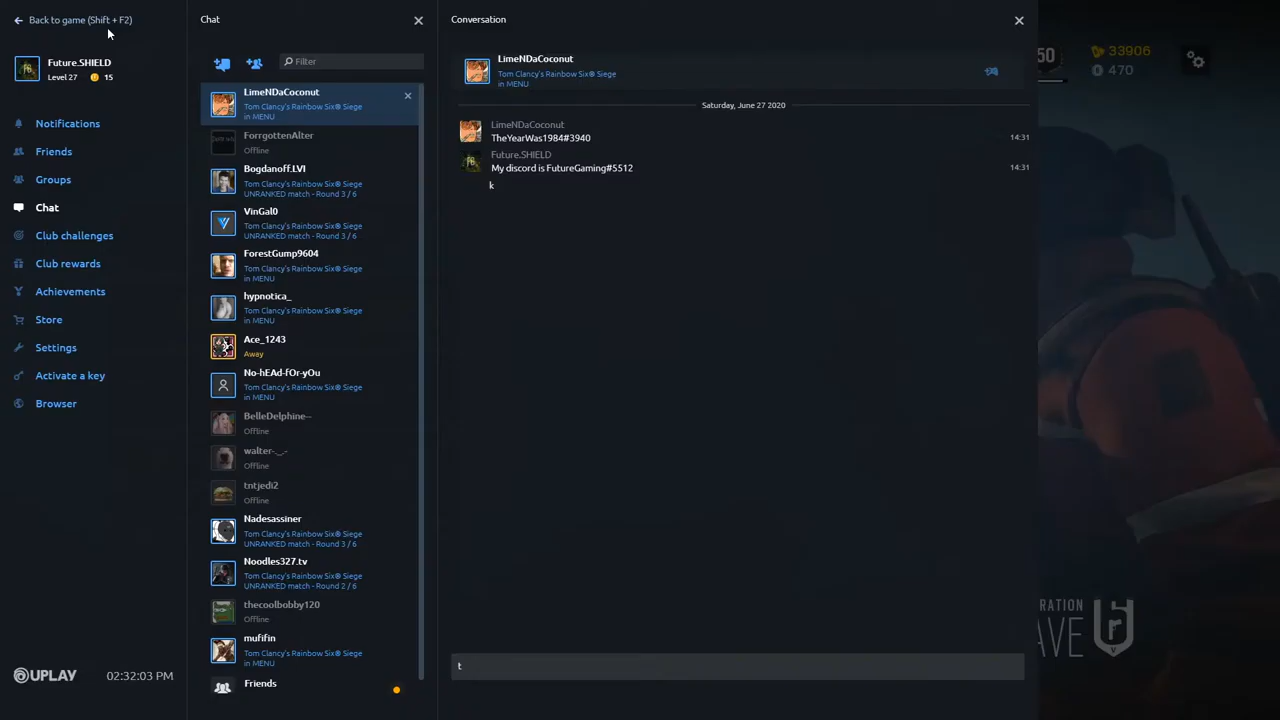 Back to game (Shift + F2)
Future.SHIELD
Level 27 15
Notifications
Friends
Groups
Chat
Club challenges
Club rewards
Achievements
Store
Settings
Activate a key
Browser
UPLAY 02:32:03 PM
Chat
Filter
LimeNDaCoconut
Tom Clancy's Rainbow Six® Siege
in MENU
ForrgottenAlter
Offline
Bogdanoff.LVI
Tom Clancy's Rainbow Six® Siege
UNRANKED match - Round 3 / 6
VinGal0
Tom Clancy's Rainbow Six® Siege
UNRANKED match - Round 3 / 6
ForestGump9604
Tom Clancy's Rainbow Six® Siege
in MENU
hypnotica_
Tom Clancy's Rainbow Six® Siege
in MENU
Ace_1243
Away
No-hEAd-fOr-yOu
Tom Clancy's Rainbow Six® Siege
in MENU
BelleDelphine--
Offline
walter-._.-
Offline
tntjedi2
Offline
Nadesassiner
Tom Clancy's Rainbow Six® Siege
UNRANKED match - Round 3 / 6
Noodles327.tv
Tom Clancy's Rainbow Six® Siege
UNRANKED match - Round 2 / 6
thecoolbobby120
Offline
mufifin
Tom Clancy's Rainbow Six® Siege
in MENU
Friends
Conversation
LimeNDaCoconut
Tom Clancy's Rainbow Six® Siege
in MENU
Saturday, June 27 2020
LimeNDaCoconut
TheYearWas1984#3940 14:31
Future.SHIELD
My discord is FutureGaming#5512 14:31
k
t
50 33906
470
RATION
AVE